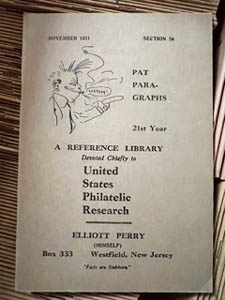 NOVEMBER 1951 SECTION 56
LISTEN!
PAT
PARA-
GRAPHS
21st Year
A REFERENCE LIBRARY
Devoted Chiefly to
United
States
Philatelic
Research
ELLIOTT PERRY
(HIMSELF)
Box 333 Westfield, New Jersey
"Facts are Stubborn."